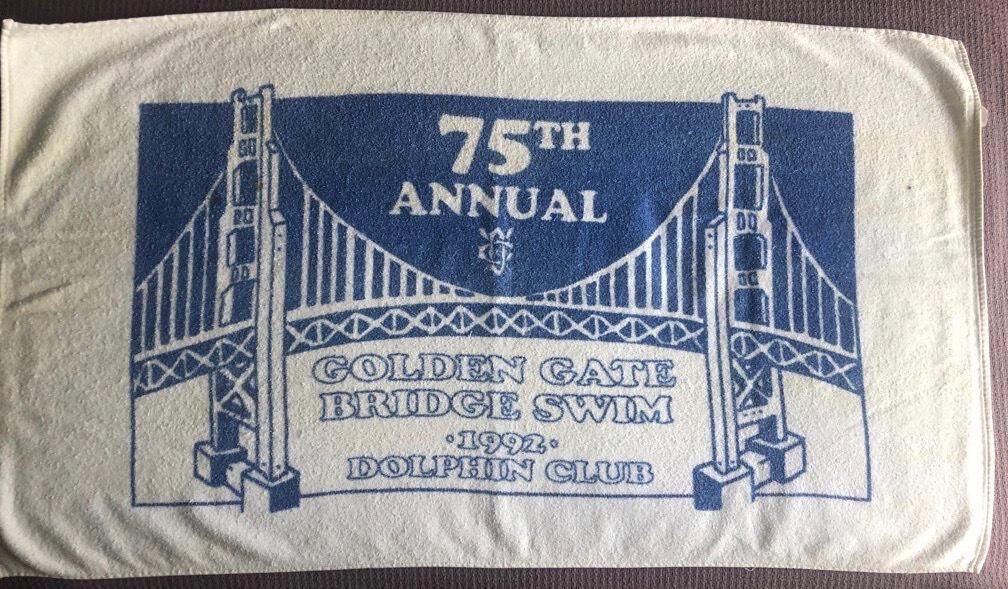 75TH
ANNUAL
GOLDEN GATE
BRIDGE SWIM
·1992·
DOLPHIN CLUB